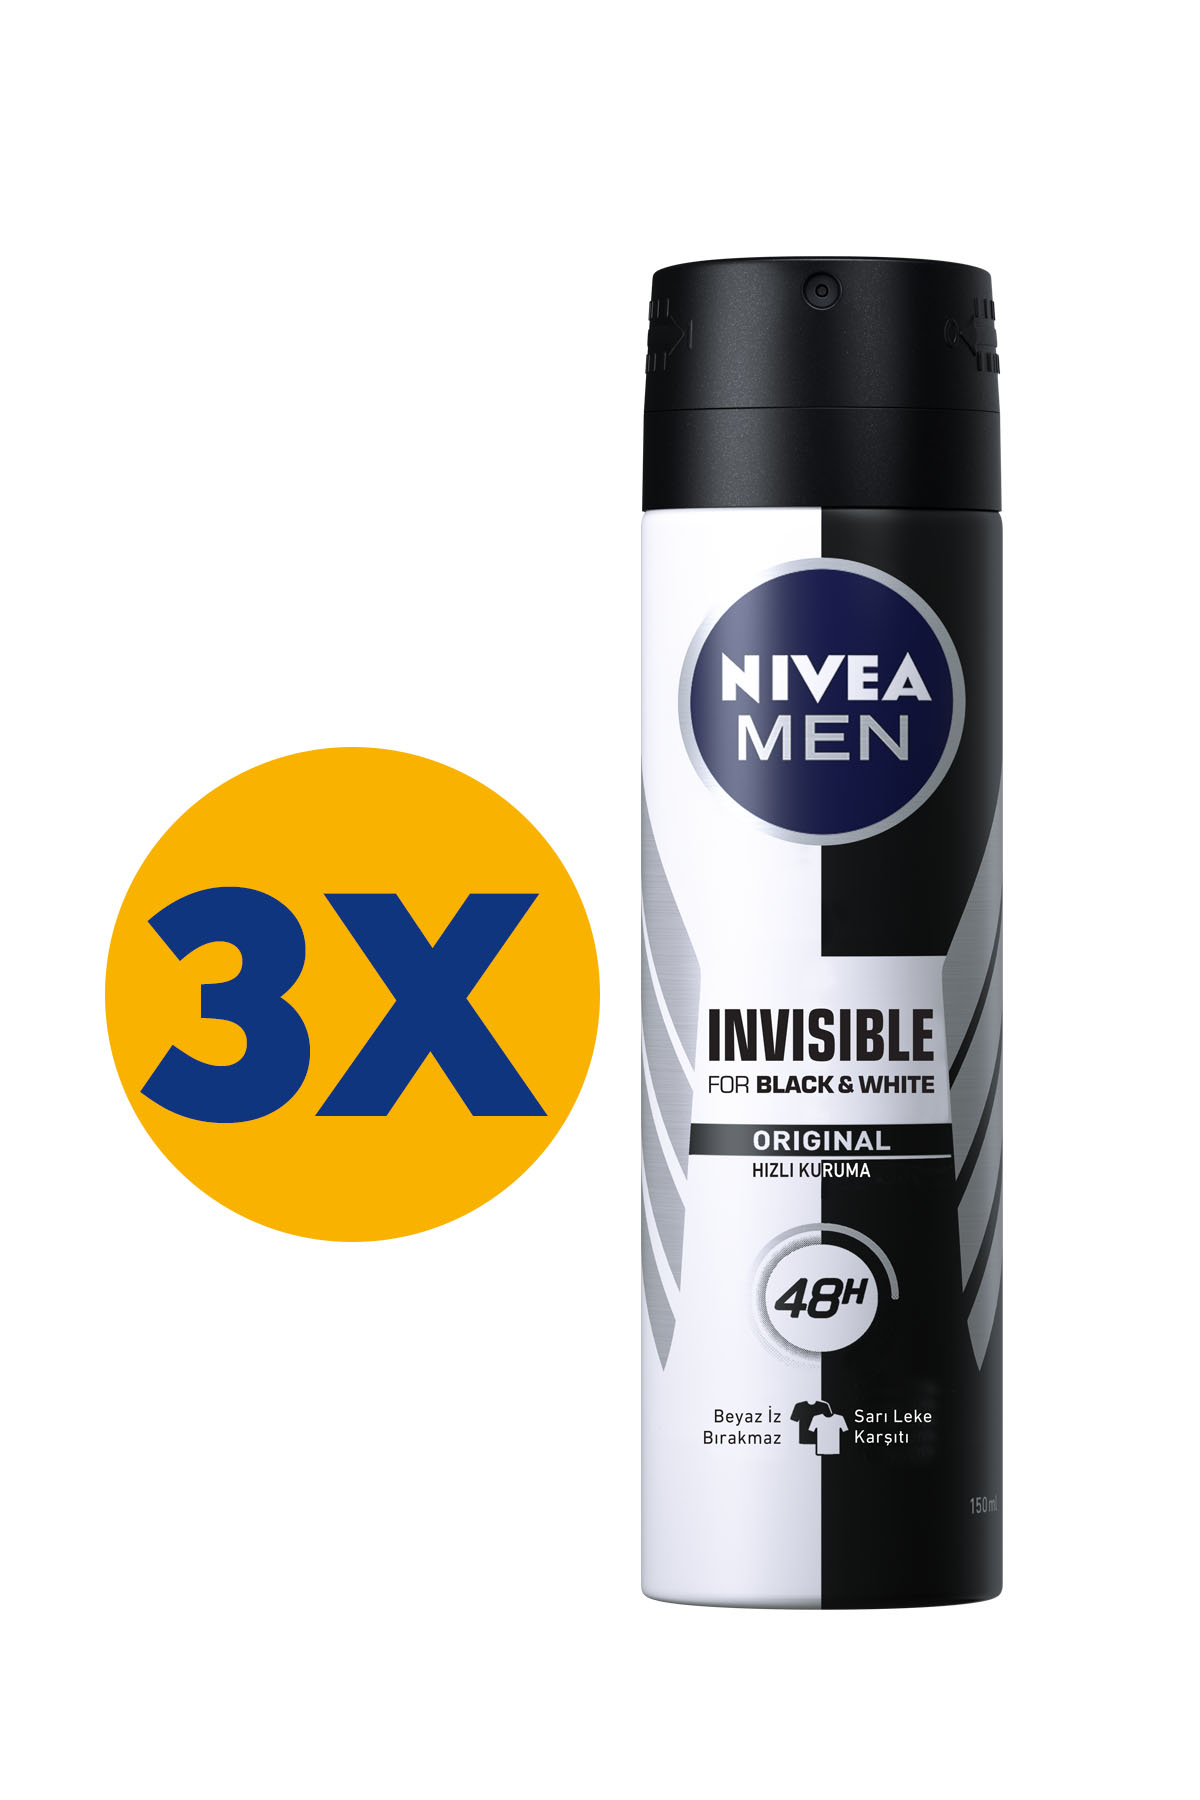 3X
NIVEA
MEN
INVISIBLE
FOR BLACK & WHITE
ORIGINAL
HIZLI KURUMA
48H
Beyaz İz
Bırakmaz
Sarı Leke
Karşıtı
150 ml